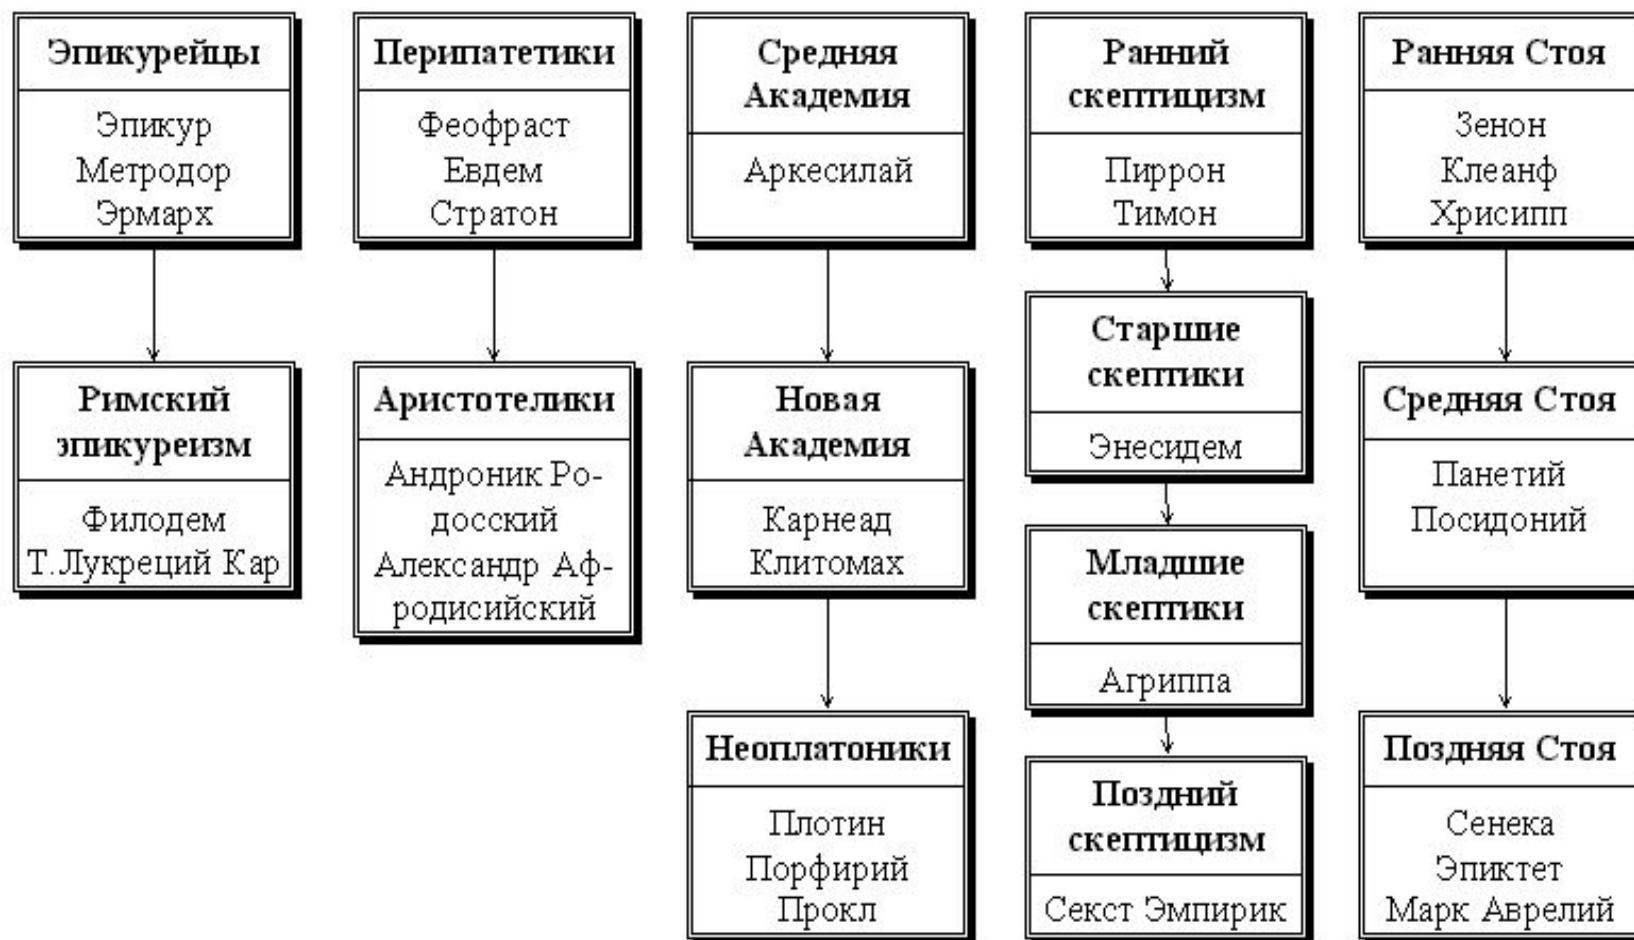 Эпикурейцы
Эпикур
Метродор
Эрмарх
Римский
эпикуреизм
Филодем
Т.Лукреций Кар
Перипатетики
Феофраст
Евдем
Стратон
Аристотелики
Андроник Ро-
досский
Александр Аф-
родисийский
Средняя
Академия
Аркесилай
Новая
Академия
Карнеад
Клитомах
Неоплатоники
Плотин
Порфирий
Прокл
Ранний
скептицизм
Пиррон
Тимон
Старшие
скептики
Энесидем
Младшие
скептики
Агриппа
Поздний
скептицизм
Секст Эмпирик
Ранняя Стоя
Зенон
Клеанф
Хрисипп
Средняя Стоя
Панетий
Посидоний
Поздняя Стоя
Сенека
Эпиктет
Марк Аврелий